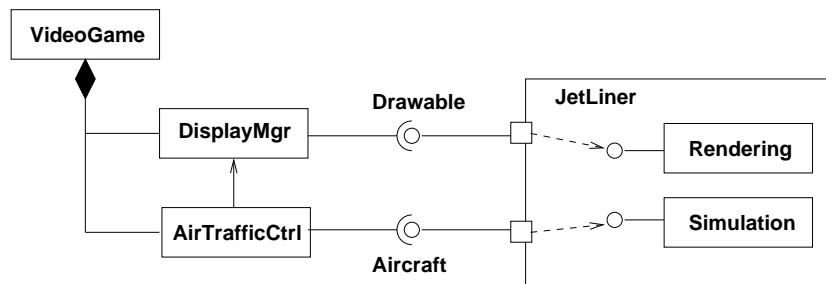 VideoGame
Drawable
JetLiner
DisplayMgr
Rendering
AirTrafficCtrl
Simulation
Aircraft